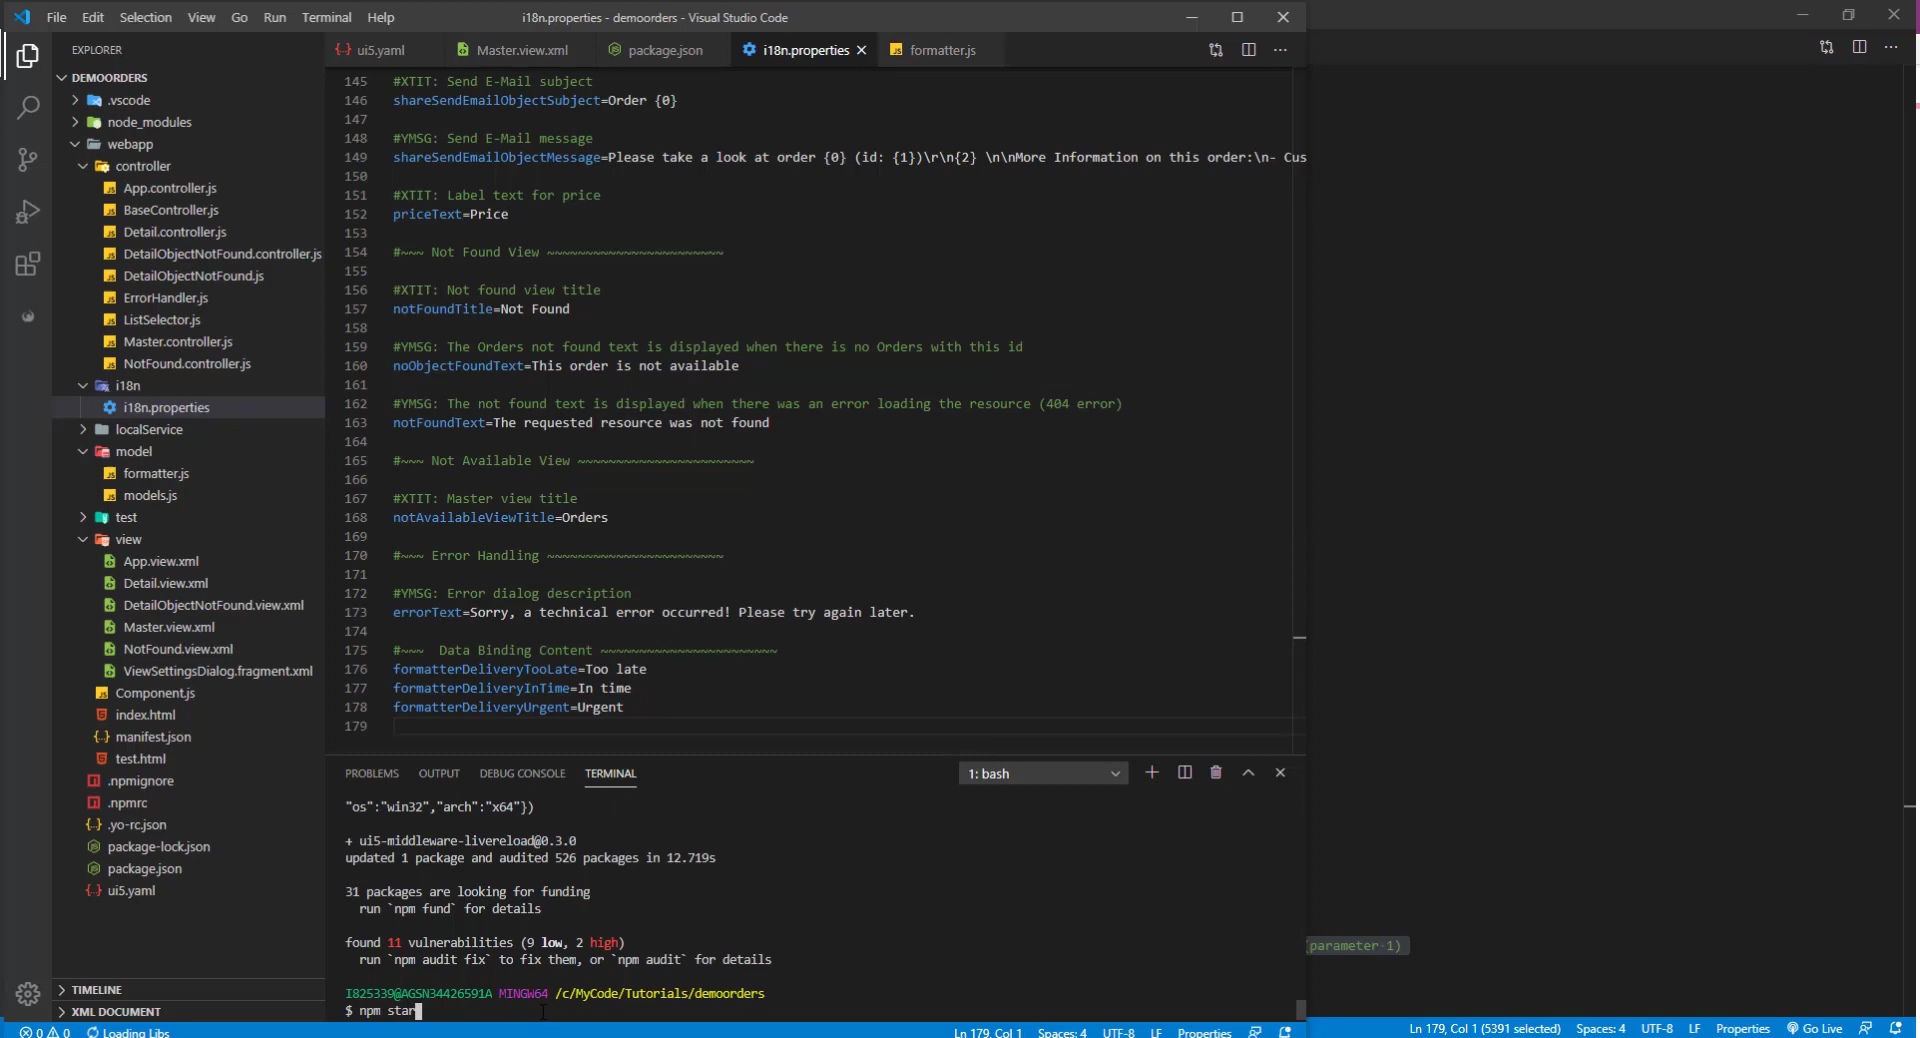 File Edit Selection View Go Run Terminal Help
i18n.properties - demoorders - Visual Studio Code
EXPLORER
DEMOORDERS
.vscode
node_modules
webapp
controller
App.controller.js
BaseController.js
Detail.controller.js
DetailObjectNotFound.controller.js
DetailObjectNotFound.js
ErrorHandler.js
ListSelector.js
Master.controller.js
NotFound.controller.js
i18n
i18n.properties
localService
model
formatter.js
models.js
test
view
App.view.xml
Detail.view.xml
DetailObjectNotFound.view.xml
Master.view.xml
NotFound.view.xml
ViewSettingsDialog.fragment.xml
Component.js
index.html
manifest.json
test.html
.npmignore
.npmrc
.yo-rc.json
package-lock.json
package.json
ui5.yaml
TIMELINE
XML DOCUMENT
ui5.yaml Master.view.xml package.json i18n.properties formatter.js
145 #XTIT: Send E-Mail subject
146 shareSendEmailObjectSubject=Order {0}
147
148 #YMSG: Send E-Mail message
149 shareSendEmailObjectMessage=Please take a look at order {0} (id: {1})\r\n{2} \n\nMore Information on this order:\n- Cus
150
151 #XTIT: Label text for price
152 priceText=Price
153
154 #~~~ Not Found View ~~~~~~~~~~~~~~~~~~~~~~~
155
156 #XTIT: Not found view title
157 notFoundTitle=Not Found
158
159 #YMSG: The Orders not found text is displayed when there is no Orders with this id
160 noObjectFoundText=This order is not available
161
162 #YMSG: The not found text is displayed when there was an error loading the resource (404 error)
163 notFoundText=The requested resource was not found
164
165 #~~~ Not Available View ~~~~~~~~~~~~~~~~~~~~~~~
166
167 #XTIT: Master view title
168 notAvailableViewTitle=Orders
169
170 #~~~ Error Handling ~~~~~~~~~~~~~~~~~~~~~~~
171
172 #YMSG: Error dialog description
173 errorText=Sorry, a technical error occurred! Please try again later.
174
175 #~~~  Data Binding Content ~~~~~~~~~~~~~~~~~~~~~~~
176 formatterDeliveryTooLate=Too late
177 formatterDeliveryInTime=In time
178 formatterDeliveryUrgent=Urgent
179
PROBLEMS OUTPUT DEBUG CONSOLE TERMINAL
1: bash
"os":"win32","arch":"x64"})
+ ui5-middleware-livereload@0.3.0
updated 1 package and audited 526 packages in 12.719s
31 packages are looking for funding
run `npm fund` for details
found 11 vulnerabilities (9 low, 2 high)
run `npm audit fix` to fix them, or `npm audit` for details
I825339@AGSN34426591A MINGW64 /c/MyCode/Tutorials/demoorders
$ npm star
(parameter 1)
0 0 Loading Libs
Ln 179, Col 1 Spaces: 4 UTF-8 LF Properties
Ln 179, Col 1 (5391 selected) Spaces: 4 UTF-8 LF Properties Go Live